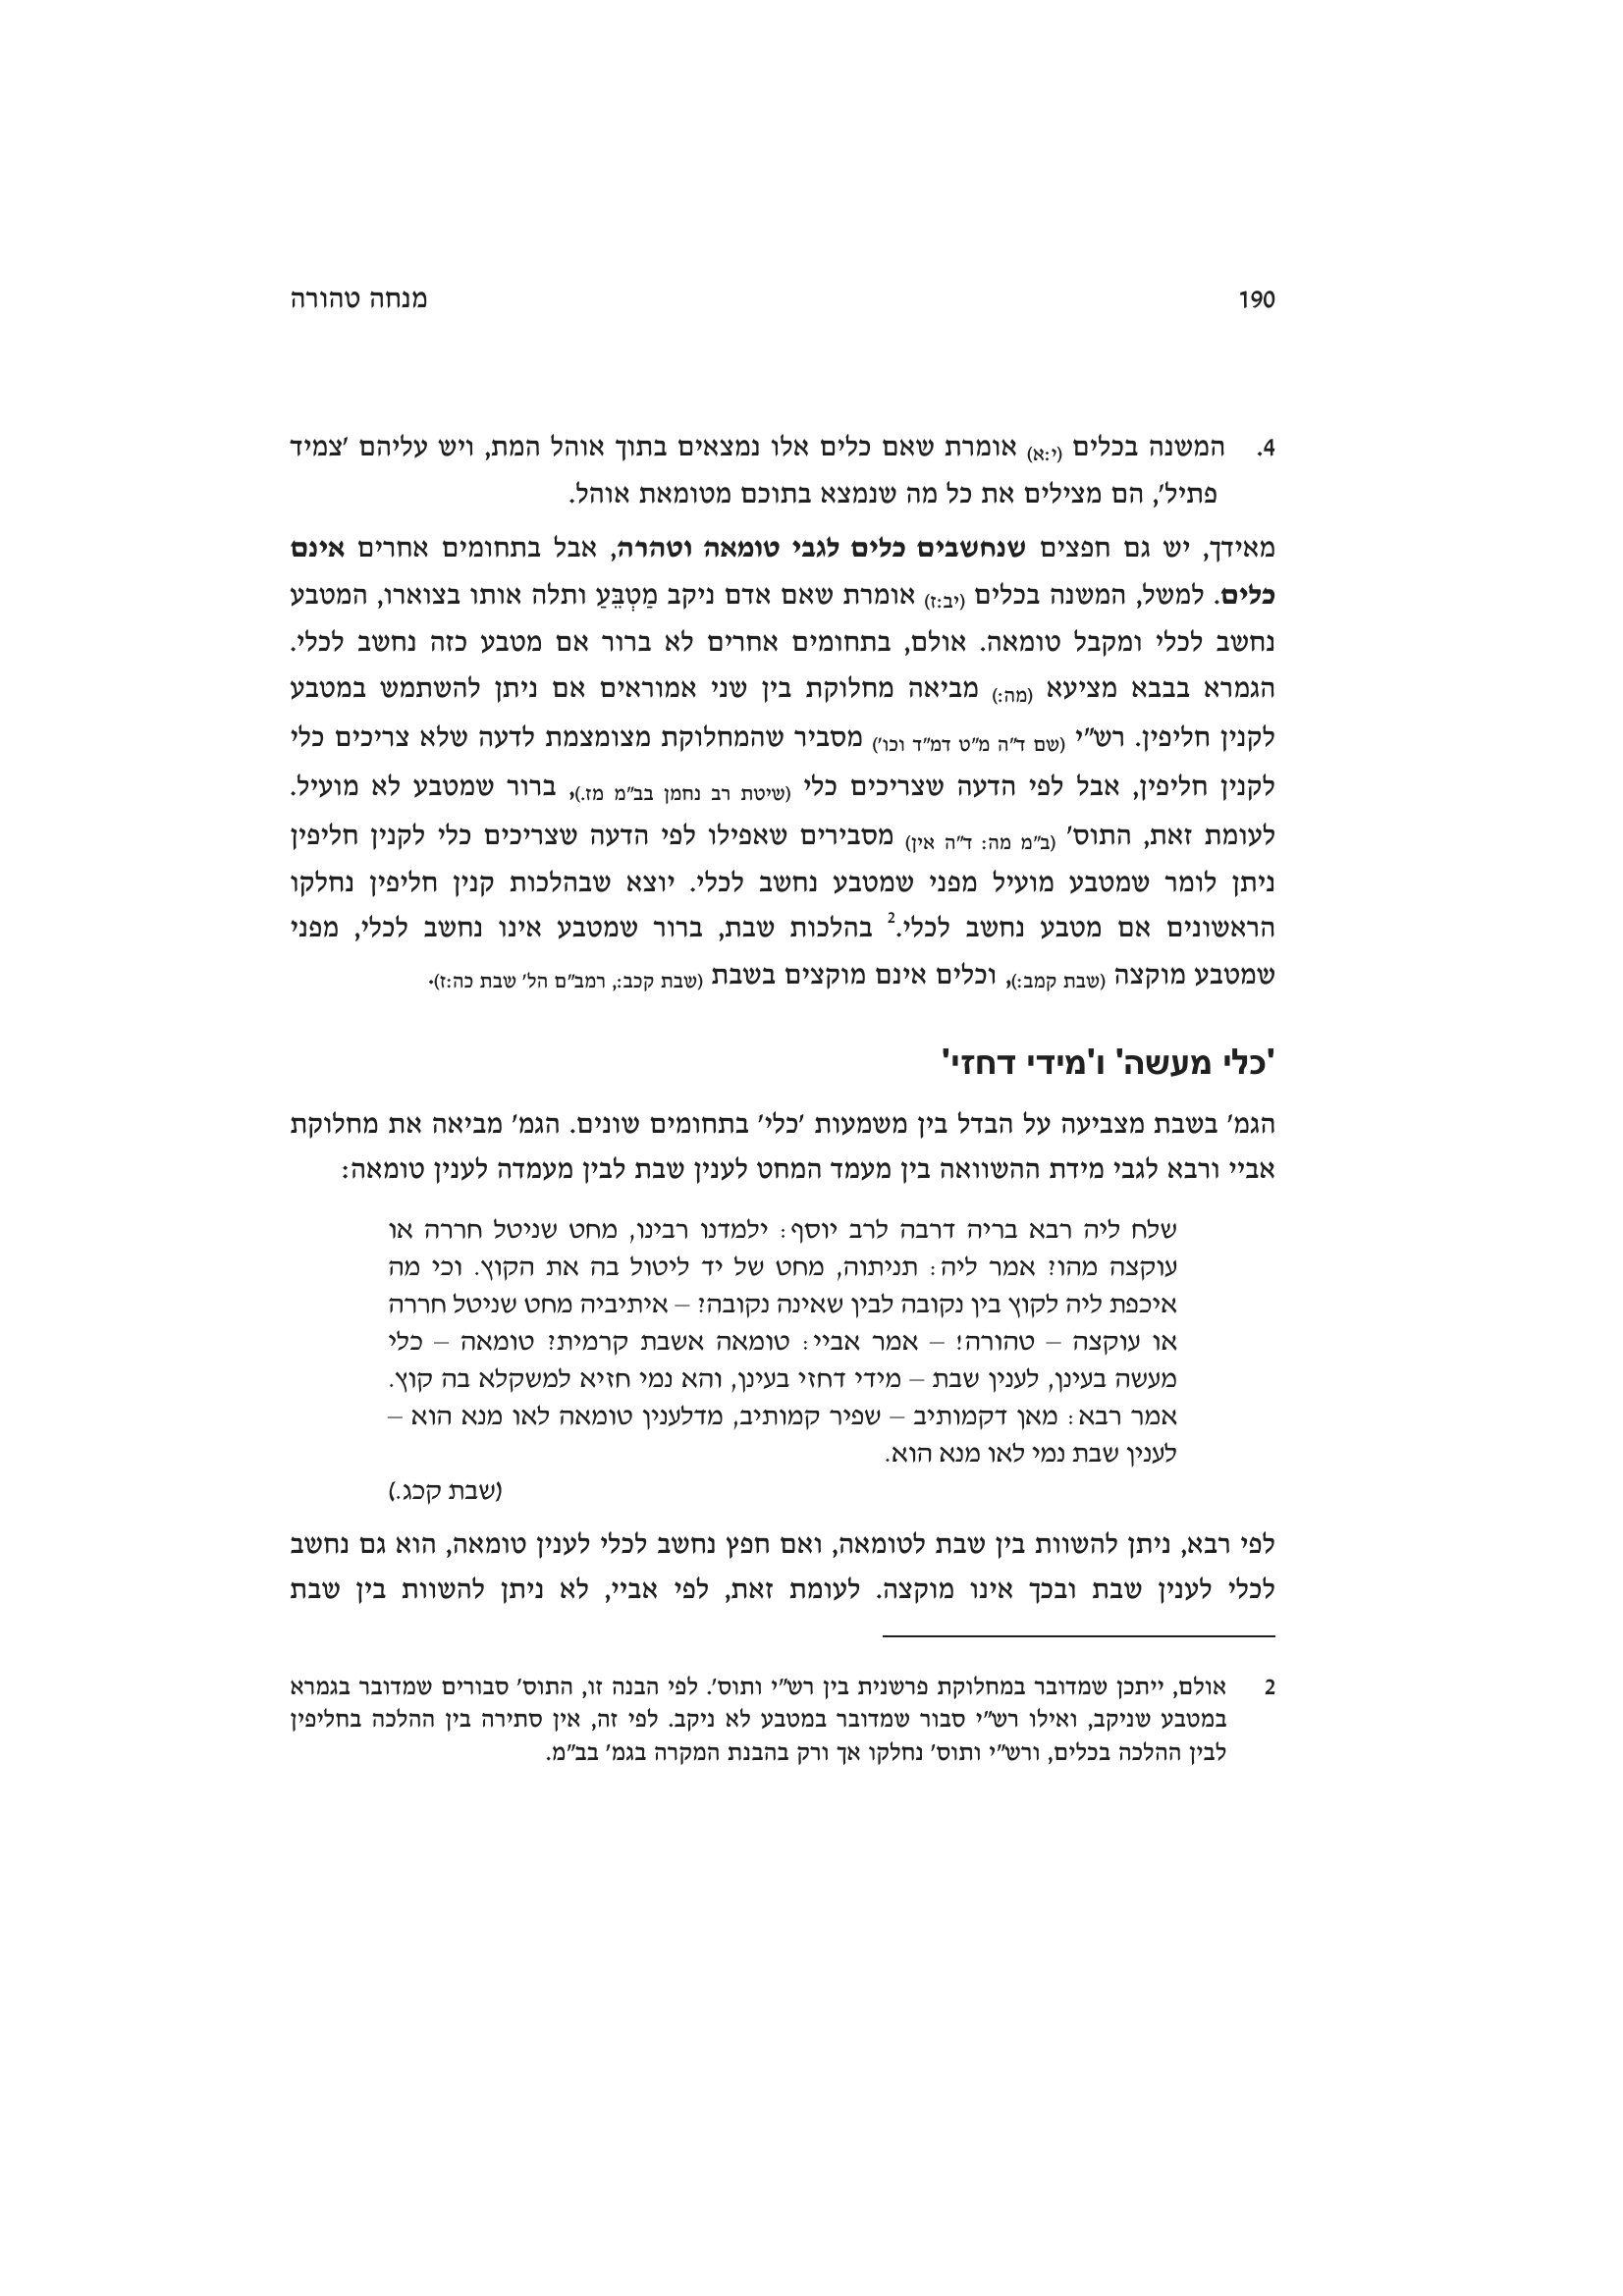 190 מנחה טהורה
4. המשנה בכלים (י:א) אומרת שאם כלים אלו נמצאים בתוך אוהל המת, ויש עליהם 'צמיד
פתיל', הם מצילים את כל מה שנמצא בתוכם מטומאת אוהל.
מאידך, יש גם חפצים שנחשבים כלים לגבי טומאה וטהרה, אבל בתחומים אחרים אינם
כלים. למשל, המשנה בכלים (יב:ז) אומרת שאם אדם ניקב מַטְבֵּעַ ותלה אותו בצוארו, המטבע
נחשב לכלי ומקבל טומאה. אולם, בתחומים אחרים לא ברור אם מטבע כזה נחשב לכלי.
הגמרא בבבא מציעא (מה:) מביאה מחלוקת בין שני אמוראים אם ניתן להשתמש במטבע
לקנין חליפין. רש"י (שם ד"ה מ"ט דמ"ד וכו') מסביר שהמחלוקת מצומצמת לדעה שלא צריכים כלי
לקנין חליפין, אבל לפי הדעה שצריכים כלי (שיטת רב נחמן בב"מ מז.), ברור שמטבע לא מועיל.
לעומת זאת, התוס' (ב"מ מה: ד"ה אין) מסבירים שאפילו לפי הדעה שצריכים כלי לקנין חליפין
ניתן לומר שמטבע מועיל מפני שמטבע נחשב לכלי. יוצא שבהלכות קנין חליפין נחלקו
הראשונים אם מטבע נחשב לכלי.2 בהלכות שבת, ברור שמטבע אינו נחשב לכלי, מפני
שמטבע מוקצה (שבת קמב:), וכלים אינם מוקצים בשבת (שבת קכב:, רמב"ם הל' שבת כה:ז).
'כלי מעשה' ו'מידי דחזי'
הגמ' בשבת מצביעה על הבדל בין משמעות 'כלי' בתחומים שונים. הגמ' מביאה את מחלוקת
אביי ורבא לגבי מידת ההשוואה בין מעמד המחט לענין שבת לבין מעמדה לענין טומאה:
שלח ליה רבא בריה דרבה לרב יוסף: ילמדנו רבינו, מחט שניטל חררה או
עוקצה מהו? אמר ליה: תניתוה, מחט של יד ליטול בה את הקוץ. וכי מה
איכפת ליה לקוץ בין נקובה לבין שאינה נקובה? – איתיביה מחט שניטל חררה
או עוקצה – טהורה! – אמר אביי: טומאה אשבת קרמית? טומאה – כלי
מעשה בעינן, לענין שבת – מידי דחזי בעינן, והא נמי חזיא למשקלא בה קוץ.
אמר רבא: מאן דקמותיב – שפיר קמותיב, מדלענין טומאה לאו מנא הוא –
לענין שבת נמי לאו מנא הוא.
(שבת קכג.)
לפי רבא, ניתן להשוות בין שבת לטומאה, ואם חפץ נחשב לכלי לענין טומאה, הוא גם נחשב
לכלי לענין שבת ובכך אינו מוקצה. לעומת זאת, לפי אביי, לא ניתן להשוות בין שבת
2 אולם, ייתכן שמדובר במחלוקת פרשנית בין רש"י ותוס'. לפי הבנה זו, התוס' סבורים שמדובר בגמרא
במטבע שניקב, ואילו רש"י סבור שמדובר במטבע לא ניקב. לפי זה, אין סתירה בין ההלכה בחליפין
לבין ההלכה בכלים, ורש"י ותוס' נחלקו אך ורק בהבנת המקרה בגמ' בב"מ.